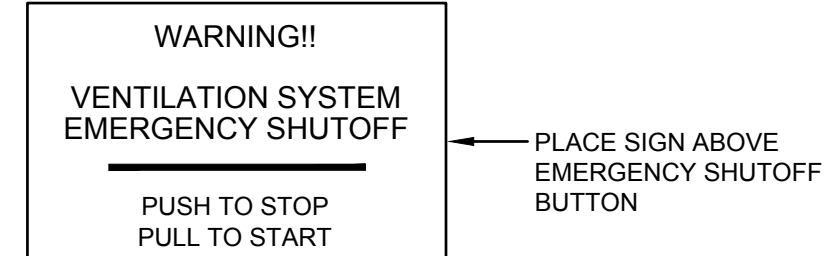 WARNING!!
VENTILATION SYSTEM
EMERGENCY SHUTOFF
PUSH TO STOP
PULL TO START
PLACE SIGN ABOVE
EMERGENCY SHUTOFF
BUTTON